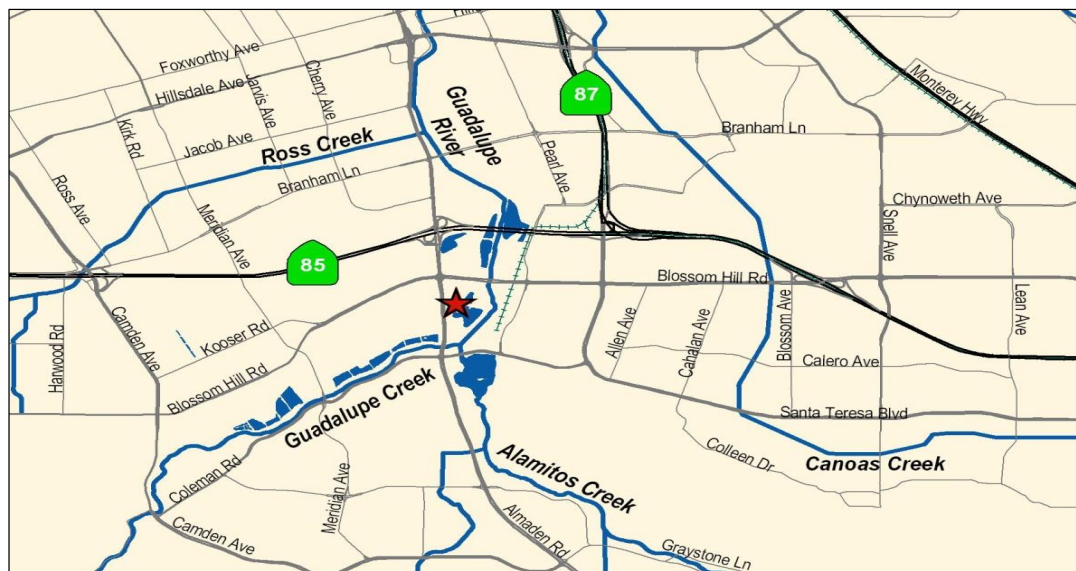 Foxworthy Ave
Hillsdale Ave
Jarvis Ave
Cherry Ave
Kirk Rd
Jacob Ave
Ross Creek
Guadalupe
River
87
Monterey Hwy
Branham Ln
Pearl Ave
Branham Ln
Ross Ave
Meridian Ave
Chynoweth Ave
Snell Ave
85
Blossom Hill Rd
Lean Ave
Harwood Rd
Camden Ave
Kooser Rd
Allen Ave
Cahalan Ave
Blossom Ave
Calero Ave
Blossom Hill Rd
Guadalupe Creek
Santa Teresa Blvd
Coleman Rd
Meridian Ave
Alamitos Creek
Colleen Dr
Canoas Creek
Camden Ave
Almaden Rd
Graystone Ln